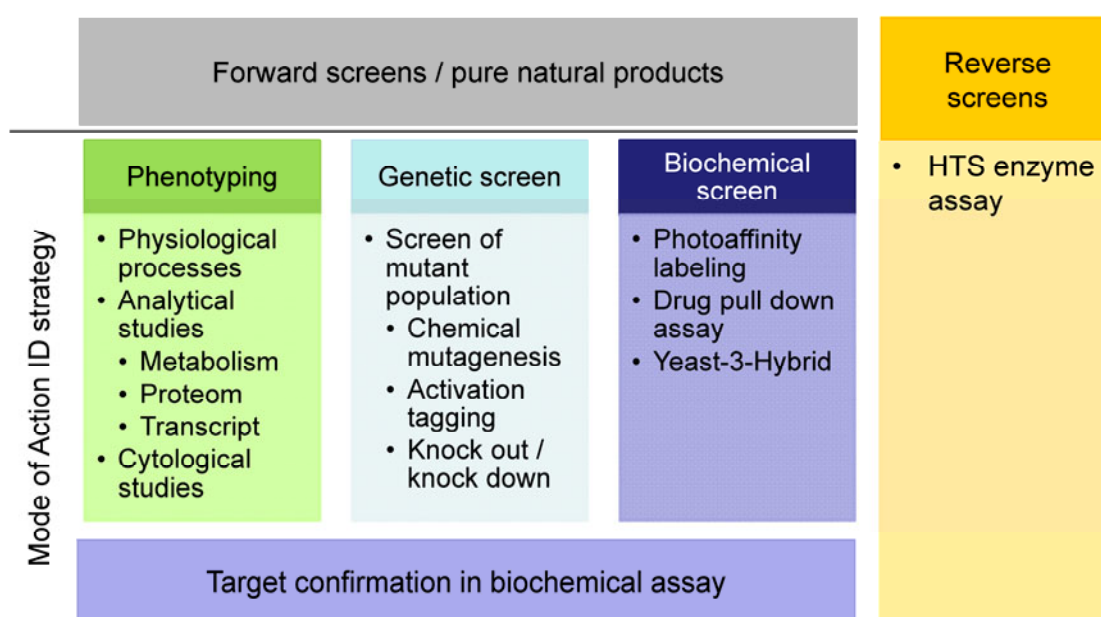 Forward screens / pure natural products
Reverse
screens
Mode of Action ID strategy
Phenotyping
• Physiological
processes
• Analytical
studies
• Metabolism
• Proteom
• Transcript
• Cytological
studies
Genetic screen
• Screen of
mutant
population
• Chemical
mutagenesis
• Activation
tagging
• Knock out /
knock down
Biochemical
screen
• Photoaffinity
labeling
• Drug pull down
assay
• Yeast-3-Hybrid
• HTS enzyme
assay
Target confirmation in biochemical assay